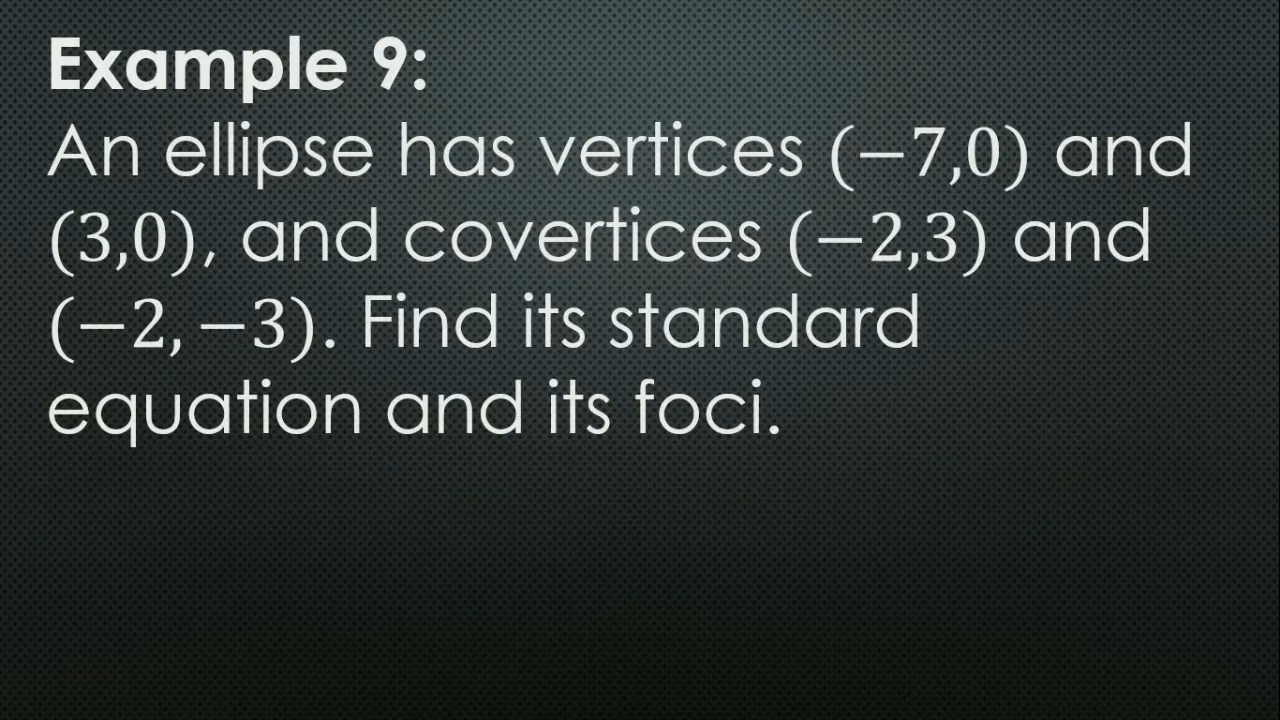 Example 9:
An ellipse has vertices (−7,0) and
(3,0), and covertices (−2,3) and
(−2, −3). Find its standard
equation and its foci.